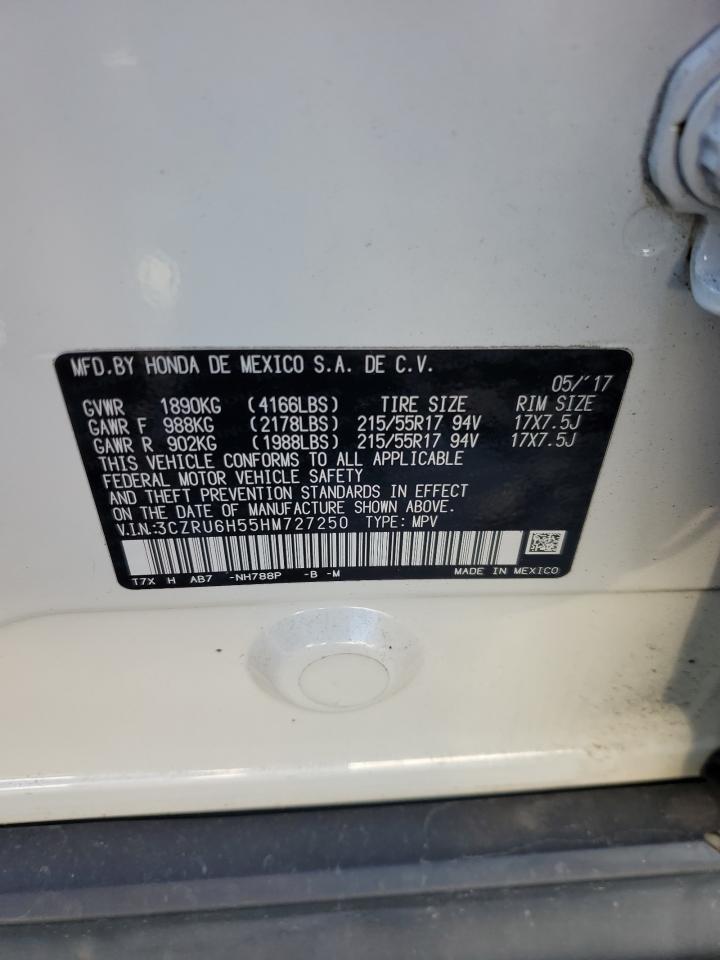 MFD.BY HONDA DE MEXICO S.A. DE C.V.
05/'17
GVWR 1890KG (4166LBS) TIRE SIZE RIM SIZE
GAWR F 988KG (2178LBS) 215/55R17 94V 17X7.5J
GAWR R 902KG (1988LBS) 215/55R17 94V 17X7.5J
THIS VEHICLE CONFORMS TO ALL APPLICABLE
FEDERAL MOTOR VEHICLE SAFETY
AND THEFT PREVENTION STANDARDS IN EFFECT
ON THE DATE OF MANUFACTURE SHOWN ABOVE.
V.I.N.:3CZRU6H55HM727250 TYPE: MPV
T7X H AB7 -NH788P -B -M MADE IN MEXICO